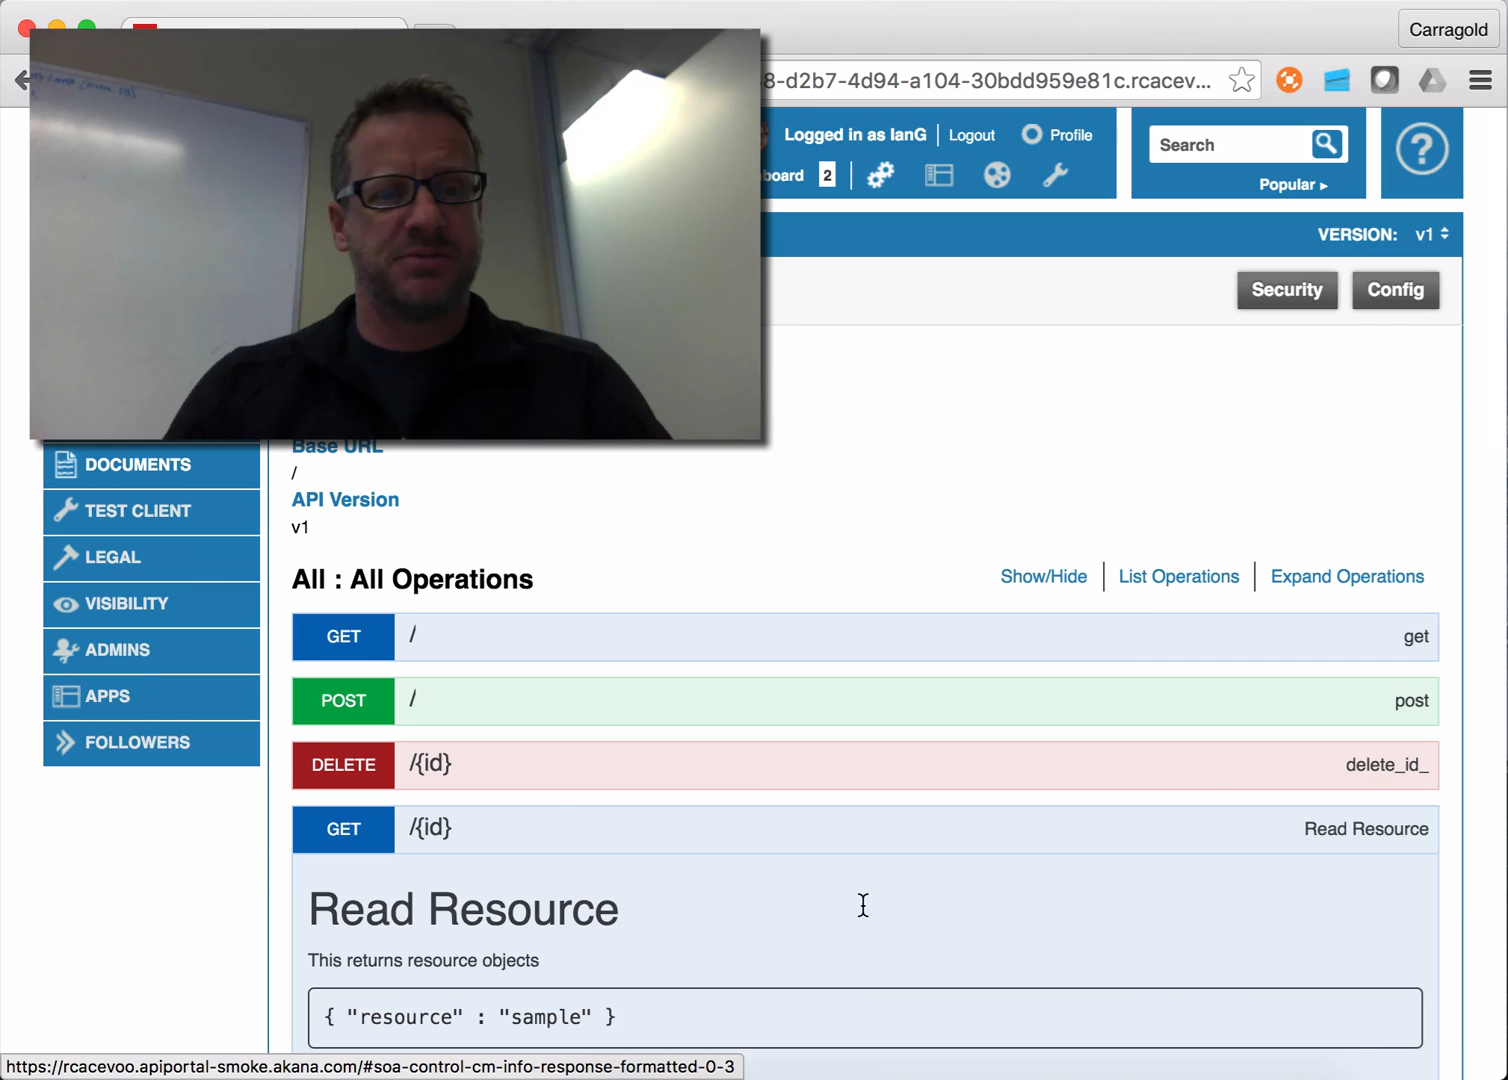 Carragold
8-d2b7-4d94-a104-30bdd959e81c.rcacev...
Logged in as IanG
Logout
Profile
Search
Popular ▸
board 2
VERSION: v1
Security
Config
Base URL
/
API Version
v1
DOCUMENTS
TEST CLIENT
LEGAL
VISIBILITY
ADMINS
APPS
FOLLOWERS
All : All Operations
Show/Hide
List Operations
Expand Operations
GET / get
POST / post
DELETE /{id} delete_id_
GET /{id} Read Resource
Read Resource
This returns resource objects
{ "resource" : "sample" }
https://rcacevoo.apiportal-smoke.akana.com/#soa-control-cm-info-response-formatted-0-3